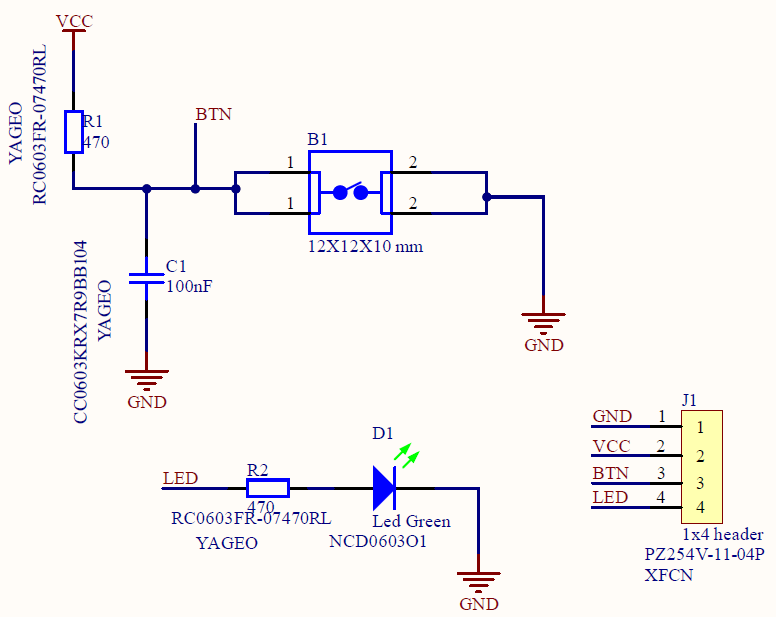 VCC
YAGEO
RC0603FR-07470RL
R1
470
BTN
B1
1
2
1
2
12X12X10 mm
C1
100nF
CC0603KRX7R9BB104
YAGEO
GND
GND
LED
R2
470
RC0603FR-07470RL
YAGEO
D1
Led Green
NCD0603O1
GND
J1
GND 1 1
VCC 2 2
BTN 3 3
LED 4 4
1x4 header
PZ254V-11-04P
XFCN